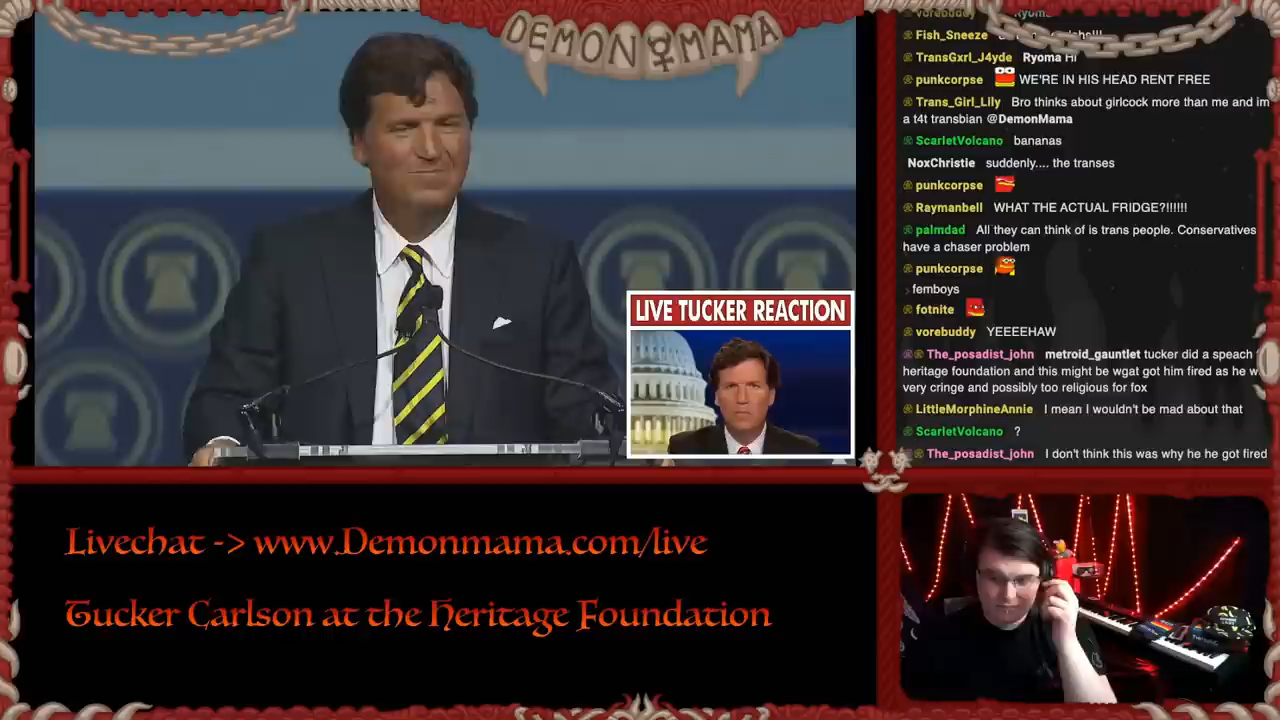 DEMON MAMA
LIVE TUCKER REACTION
Livechat -> www.Demonmama.com/live
Tucker Carlson at the Heritage Foundation
vorebuddy
Fish_Sneeze
TransGxrl_J4yde Ryoma Hi
punkcorpse WE'RE IN HIS HEAD RENT FREE
Trans_Girl_Lily Bro thinks about girlcock more than me and im
a t4t transbian @DemonMama
ScarletVolcano bananas
NoxChristie suddenly.... the transes
punkcorpse
Raymanbell WHAT THE ACTUAL FRIDGE?!!!!!!
palmdad All they can think of is trans people. Conservatives
have a chaser problem
punkcorpse
femboys
fotnite
vorebuddy YEEEEHAW
The_posadist_john metroid_gauntlet tucker did a speach
heritage foundation and this might be wgat got him fired as he w
very cringe and possibly too religious for fox
LittleMorphineAnnie I mean I wouldn't be mad about that
ScarletVolcano ?
The_posadist_john I don't think this was why he he got fired